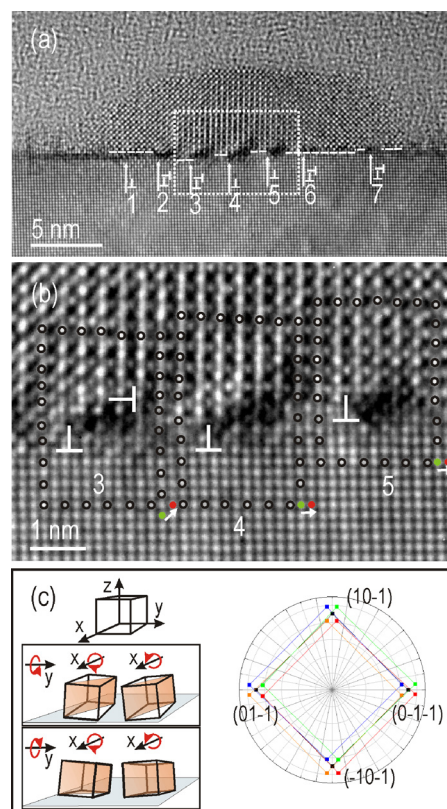 (a)
1 2 3 4 5 6 7
5 nm
(b)
3 4 5
1 nm
(c)
z
y
x
x x
y
x x
y
(10-1)
(01-1)
(0-1-1)
(-10-1)